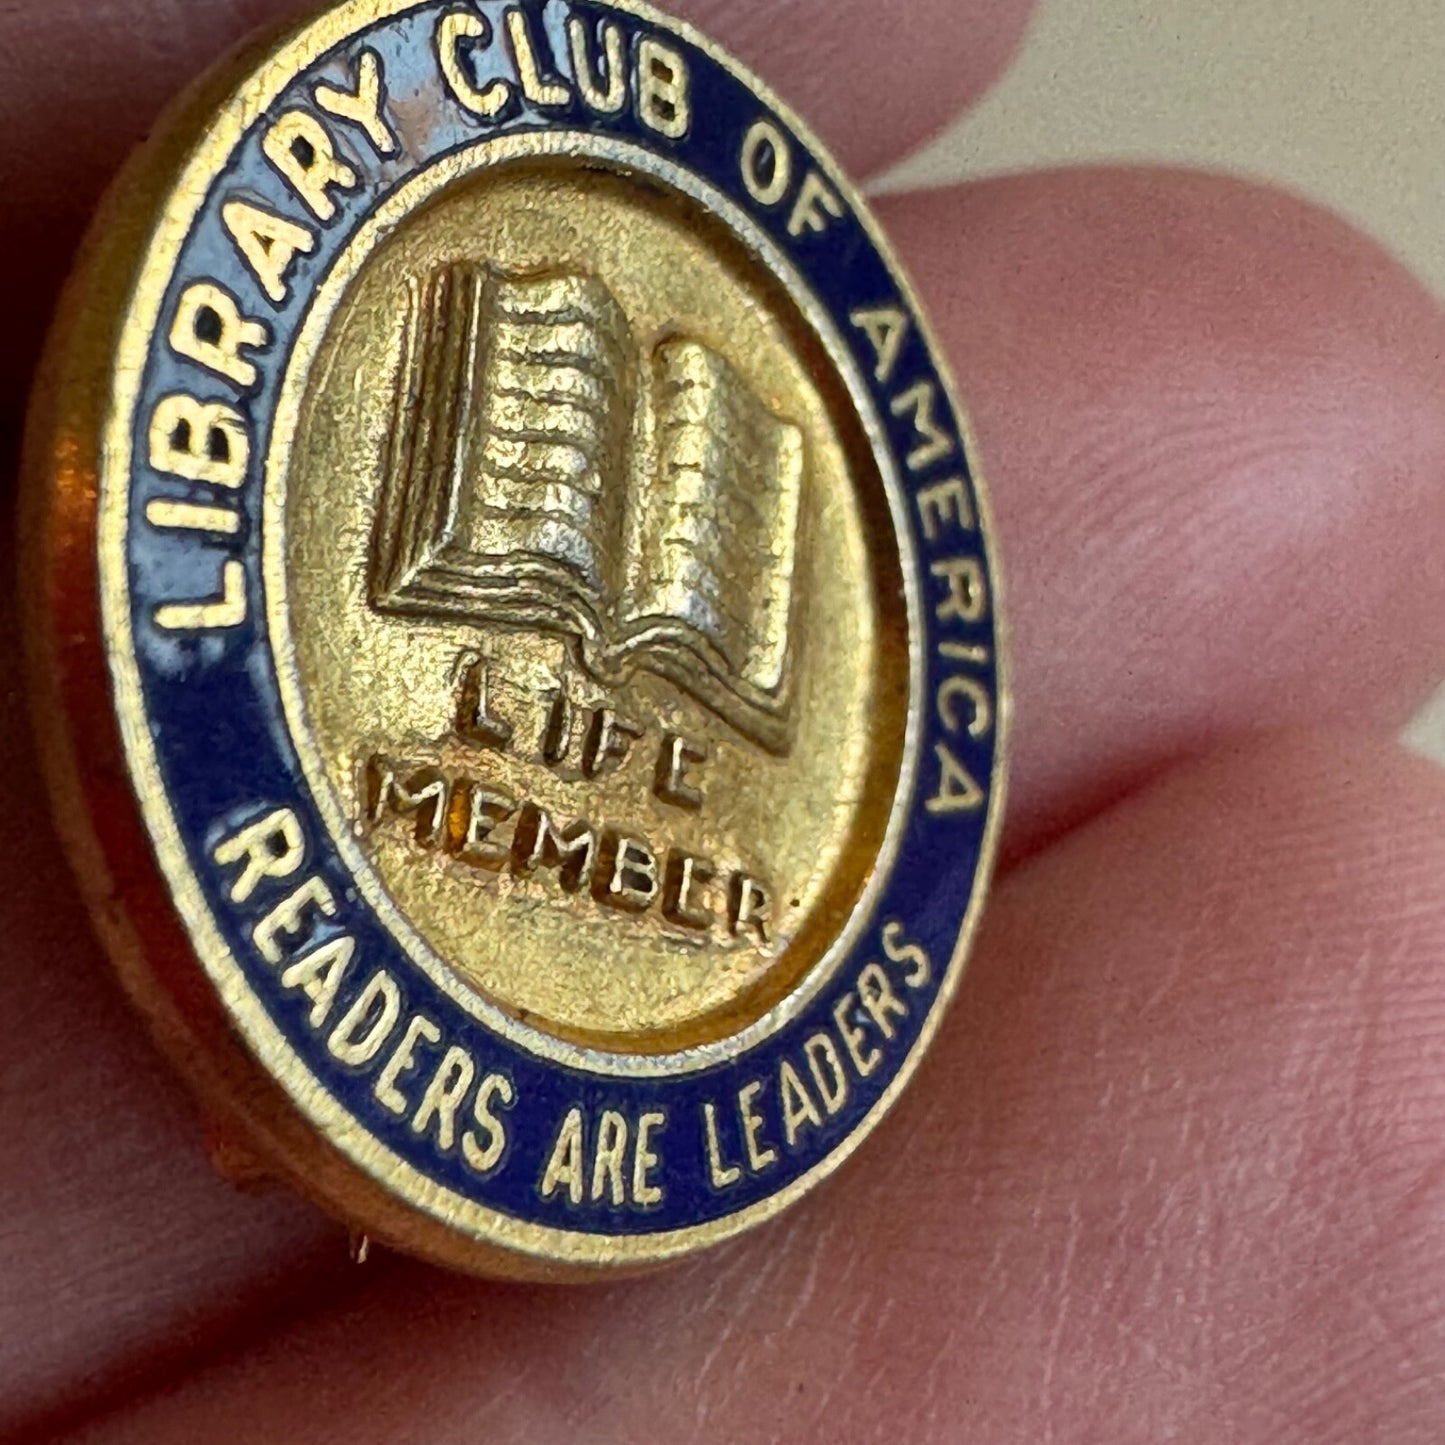 LIBRARY CLUB OF AMERICA
LIFE
MEMBER
READERS ARE LEADERS